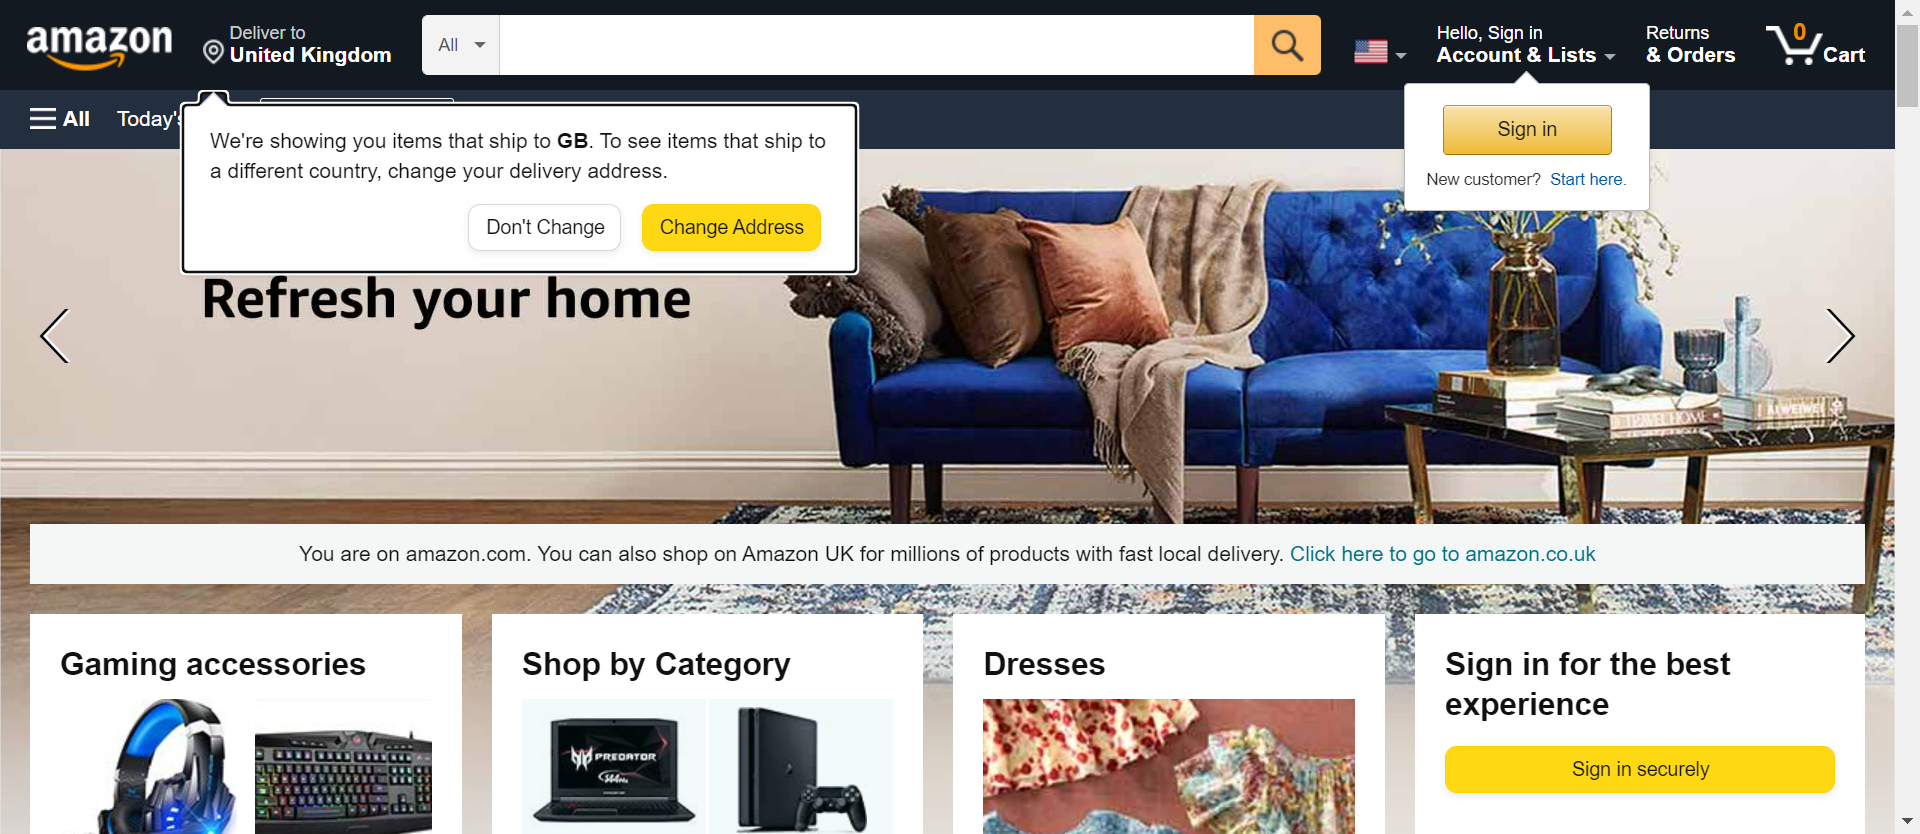 amazon
Deliver to
United Kingdom
All
Hello, Sign in
Account & Lists
Returns
& Orders
0
Cart
All
Today's
Sign in
New customer? Start here.
We're showing you items that ship to GB. To see items that ship to
a different country, change your delivery address.
Don't Change
Change Address
Refresh your home
TRAVEL HOME
AI WEIWEI
You are on amazon.com. You can also shop on Amazon UK for millions of products with fast local delivery. Click here to go to amazon.co.uk
Gaming accessories
Shop by Category
PREDATOR
144Hz
Dresses
Sign in for the best
experience
Sign in securely